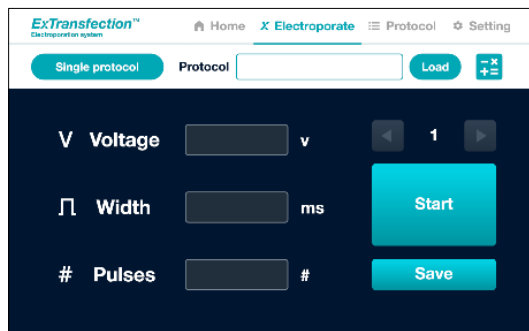 ExTransfection™
Electroporation system
Home X Electroporate Protocol Setting
Single protocol Protocol Load
V Voltage v 1
Width ms Start
# Pulses # Save